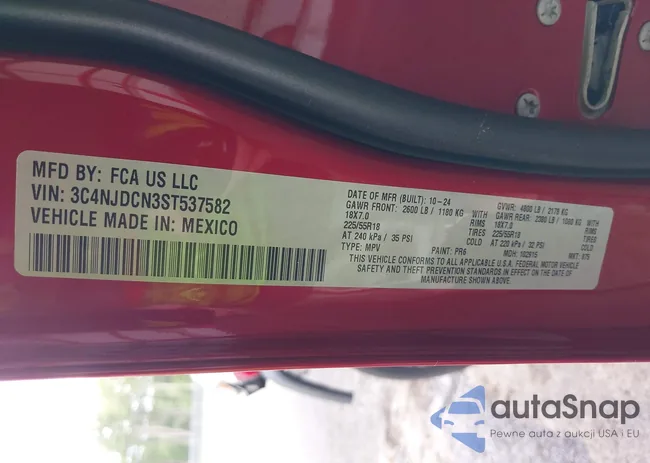 MFD BY: FCA US LLC
VIN: 3C4NJDCN3ST537582
VEHICLE MADE IN: MEXICO
DATE OF MFR (BUILT): 10-24
GVWR: 4800 LB / 2178 KG
GAWR FRONT: 2600 LB / 1180 KG
GAWR REAR: 2380 LB / 1080 KG
18X7.0 RIMS 18X7.0 RIMS
225/55R18 TIRES 225/55R18 TIRES
AT 240 kPa / 35 PSI COLD AT 220 kPa / 32 PSI COLD
TYPE: MPV PAINT: PR6 MDH: 102915 MKT: 875
THIS VEHICLE CONFORMS TO ALL APPLICABLE U.S.A. FEDERAL MOTOR VEHICLE
SAFETY AND THEFT PREVENTION STANDARDS IN EFFECT ON THE DATE OF
MANUFACTURE SHOWN ABOVE.
autaSnap
Pewne auta z aukcji USA i EU